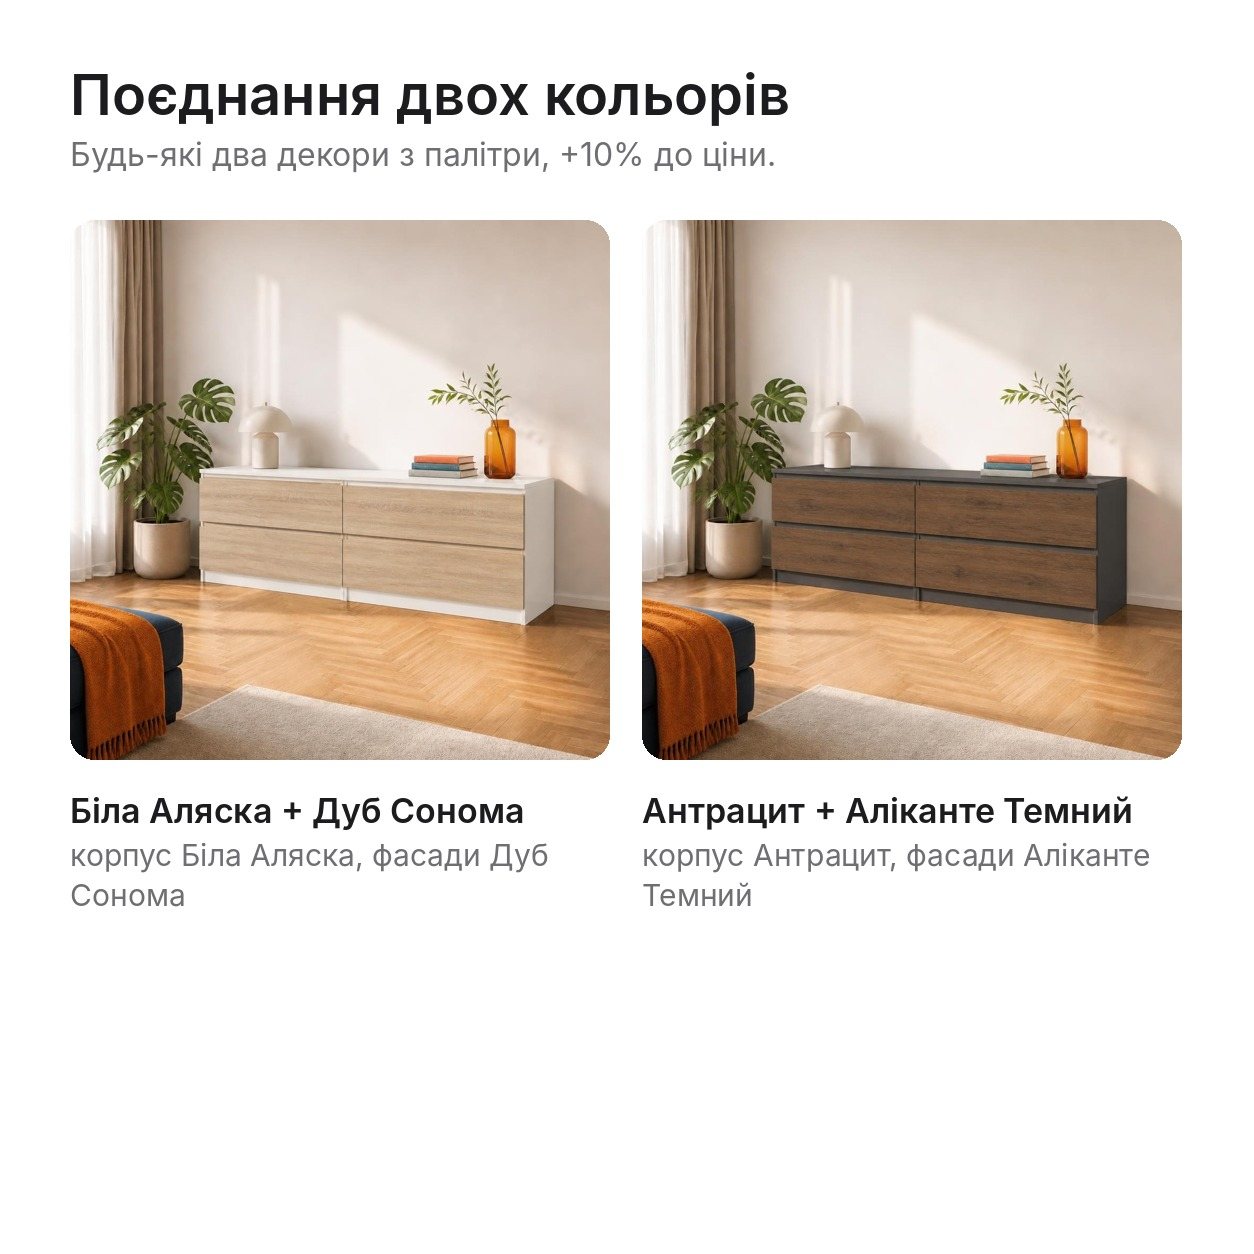 Поєднання двох кольорів
Будь-які два декори з палітри, +10% до ціни.
Біла Аляска + Дуб Сонома
корпус Біла Аляска, фасади Дуб
Сонома
Антрацит + Аліканте Темний
корпус Антрацит, фасади Аліканте
Темний